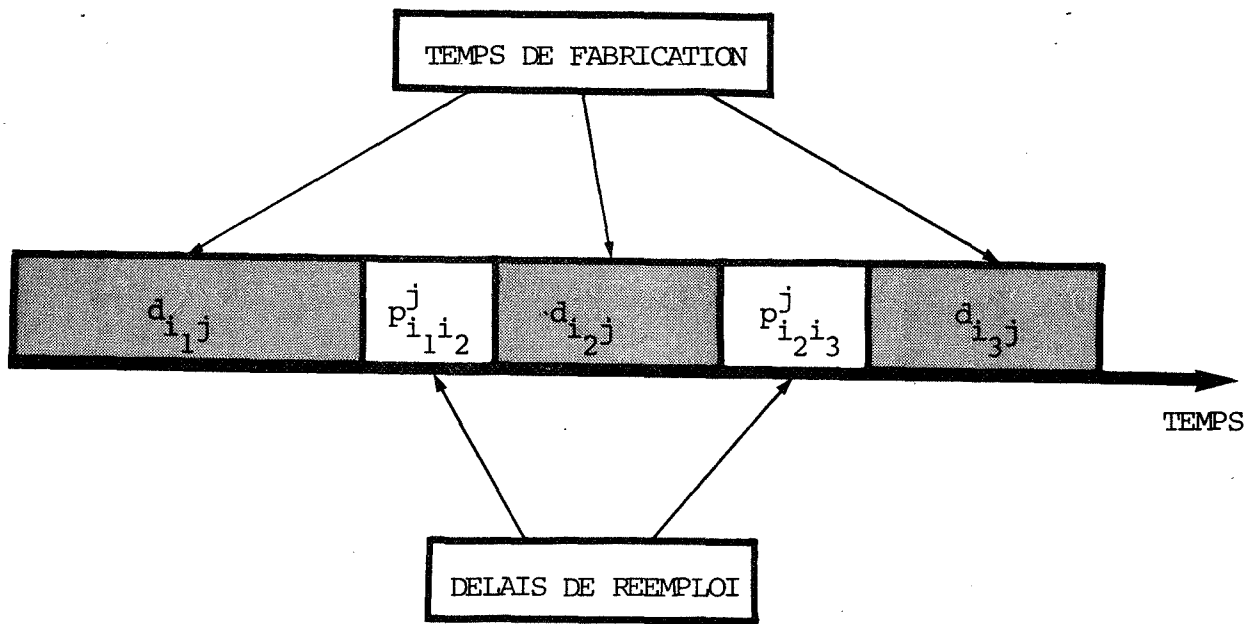 TEMPS DE FABRICATION
d_{i_1 j} p^j_{i_1 i_2} d_{i_2 j} p^j_{i_2 i_3} d_{i_3 j}
TEMPS
DELAIS DE REEMPLOI